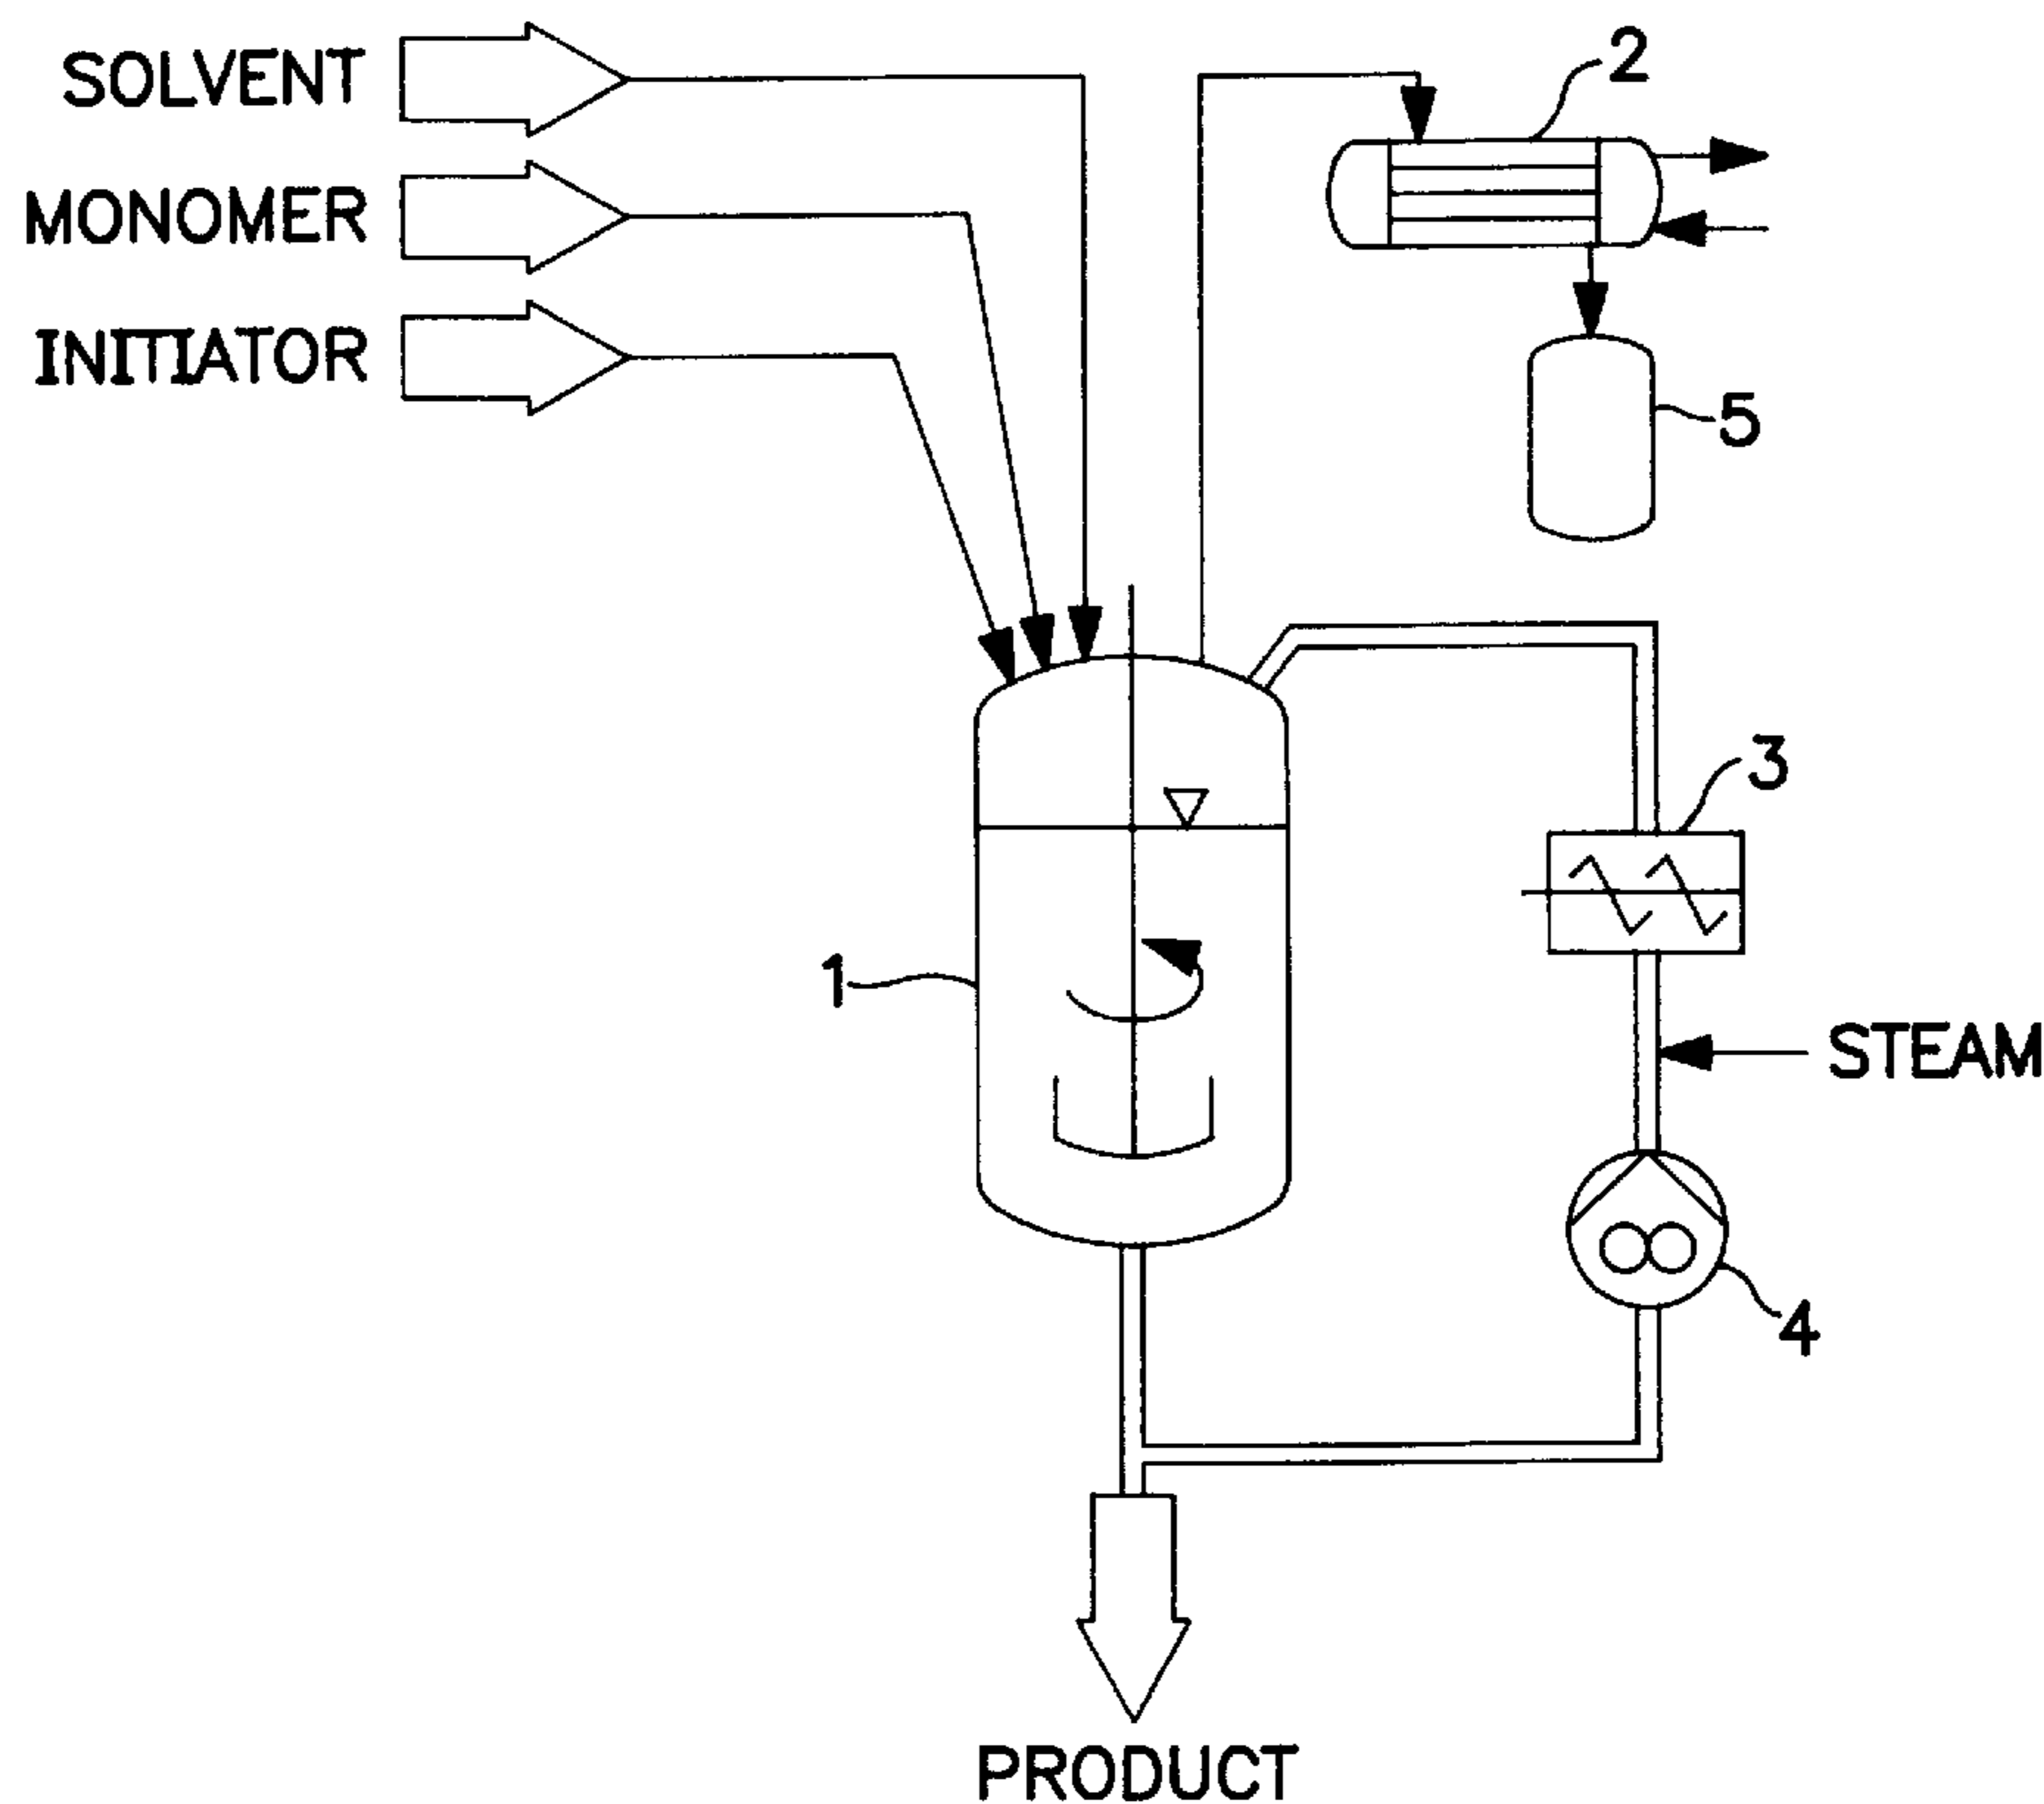 SOLVENT
2
MONOMER
INITIATOR
5
3
1
STEAM
4
PRODUCT